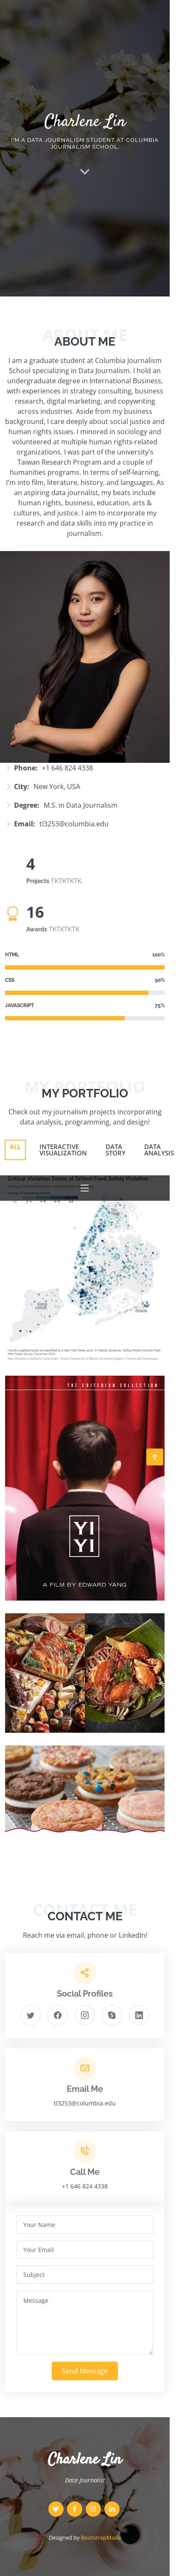 Charlene Lin
I'M A DATA JOURNALISM STUDENT AT COLUMBIA
JOURNALISM SCHOOL.
ABOUT ME
ABOUT ME
I am a graduate student at Columbia Journalism
School specializing in Data Journalism. I hold an
undergraduate degree in International Business,
with experiences in strategy consulting, business
research, digital marketing, and copywriting
across industries. Aside from my business
background, I care deeply about social justice and
human rights issues. I minored in sociology and
volunteered at multiple human rights-related
organizations. I was part of the university's
Taiwan Research Program and a couple of
humanities programs. In terms of self-learning,
I'm into film, literature, history, and languages. As
an aspiring data journalist, my beats include
human rights, business, education, arts &
cultures, and justice. I aim to incorporate my
research and data skills into my practice in
journalism.
Phone: +1 646 824 4338
City: New York, USA
Degree: M.S. in Data Journalism
Email: tl3253@columbia.edu
4
Projects TKTKTKTK.
16
Awards TKTKTKTK.
HTML 100%
CSS 90%
JAVASCRIPT 75%
MY PORTFOLIO
MY PORTFOLIO
Check out my journalism projects incorporating
data analysis, programming, and design!
ALL
INTERACTIVE
VISUALIZATION
DATA
STORY
DATA
ANALYSIS
Critical Violation Zones of School Food Safety Violation
THE CRITERION COLLECTION
YI
YI
A FILM BY EDWARD YANG
CONTACT ME
CONTACT ME
Reach me via email, phone or LinkedIn!
Social Profiles
Email Me
tl3253@columbia.edu
Call Me
+1 646 824 4338
Your Name
Your Email
Subject
Message
Send Message
Charlene Lin
Data Journalist
Designed by BootstrapMade